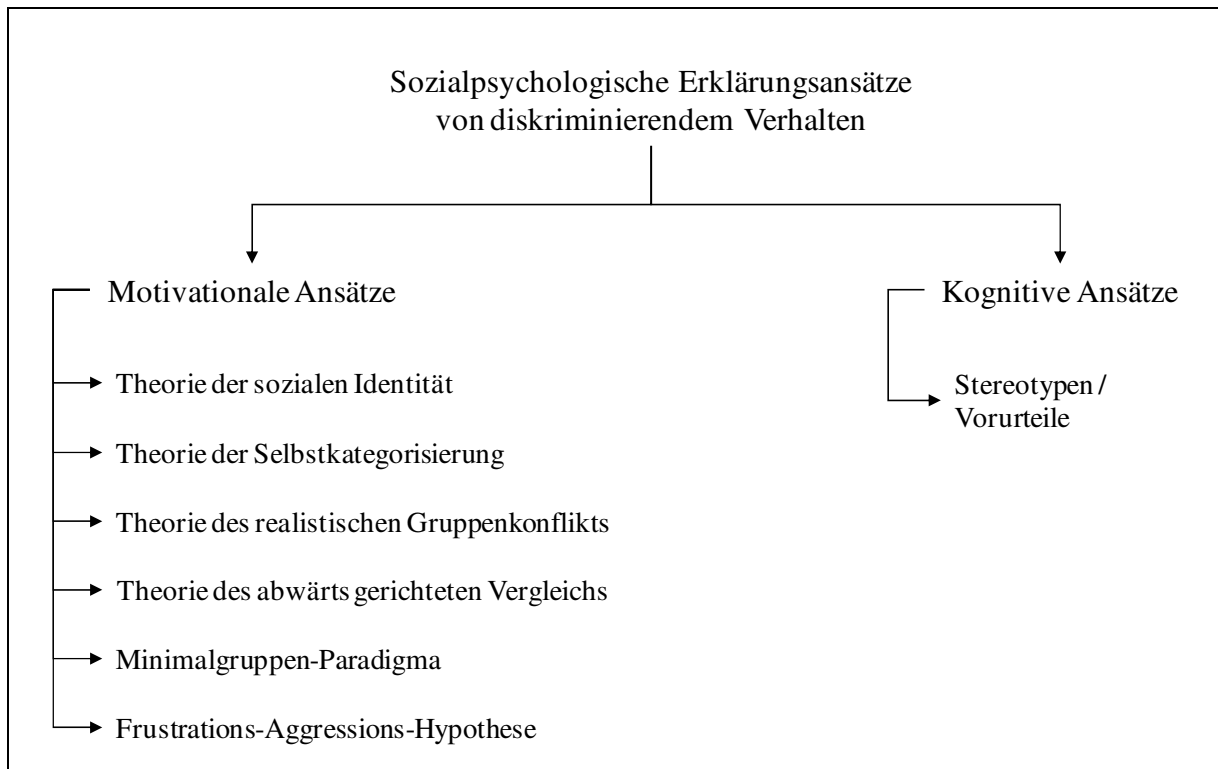 Sozialpsychologische Erklärungsansätze
von diskriminierendem Verhalten
Motivationale Ansätze
Theorie der sozialen Identität
Theorie der Selbstkategorisierung
Theorie des realistischen Gruppenkonflikts
Theorie des abwärts gerichteten Vergleichs
Minimalgruppen-Paradigma
Frustrations-Aggressions-Hypothese
Kognitive Ansätze
Stereotypen /
Vorurteile